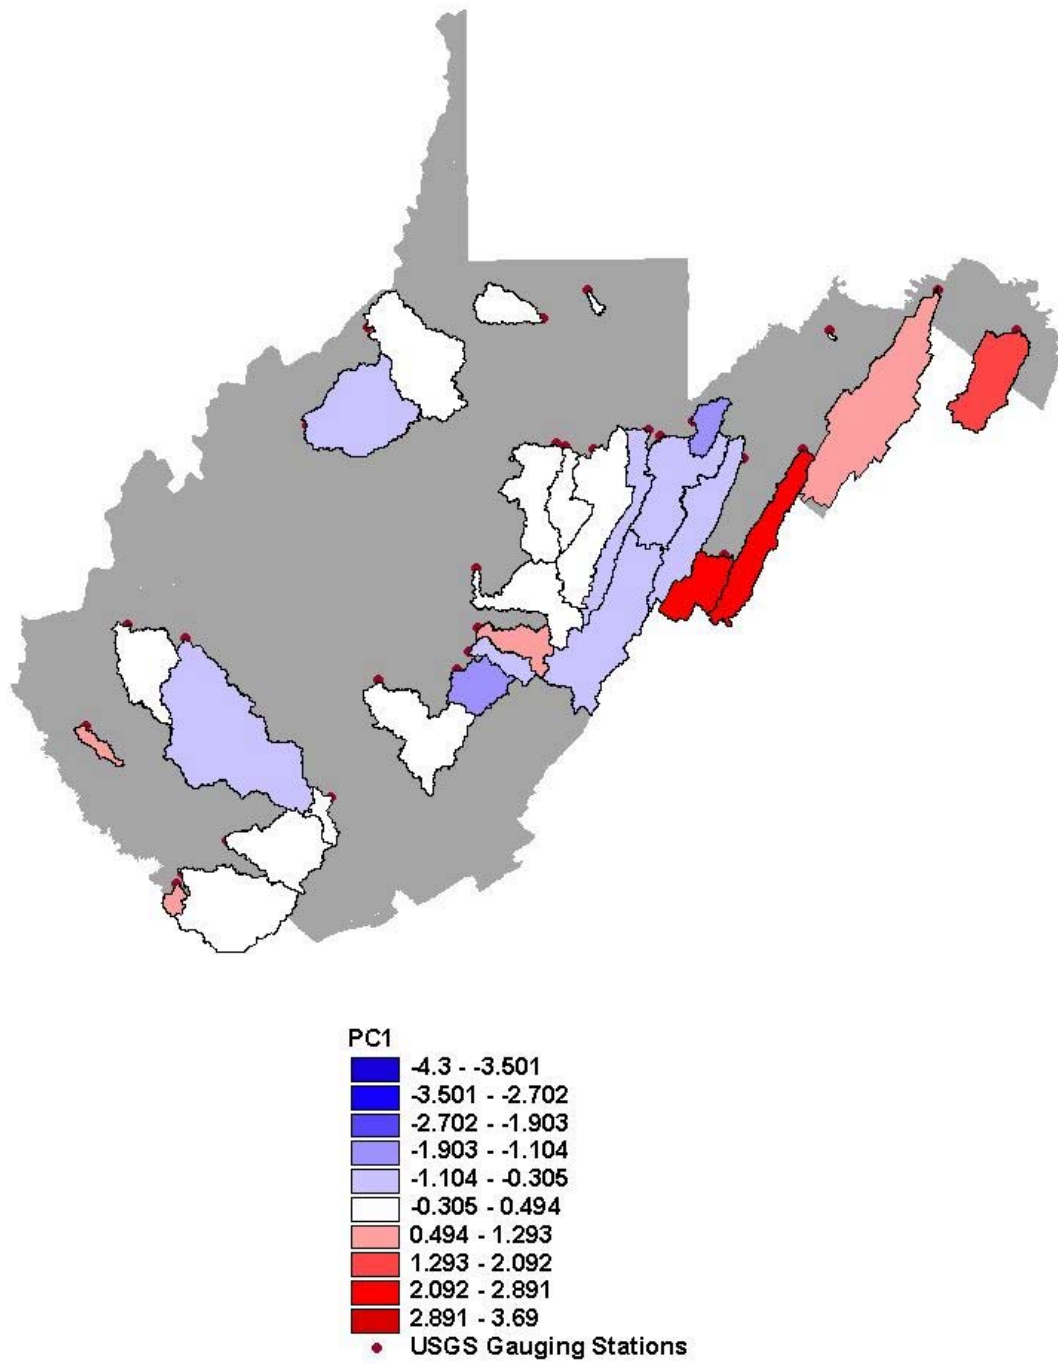 PC1
-4.3 - -3.501
-3.501 - -2.702
-2.702 - -1.903
-1.903 - -1.104
-1.104 - -0.305
-0.305 - 0.494
0.494 - 1.293
1.293 - 2.092
2.092 - 2.891
2.891 - 3.69
USGS Gauging Stations